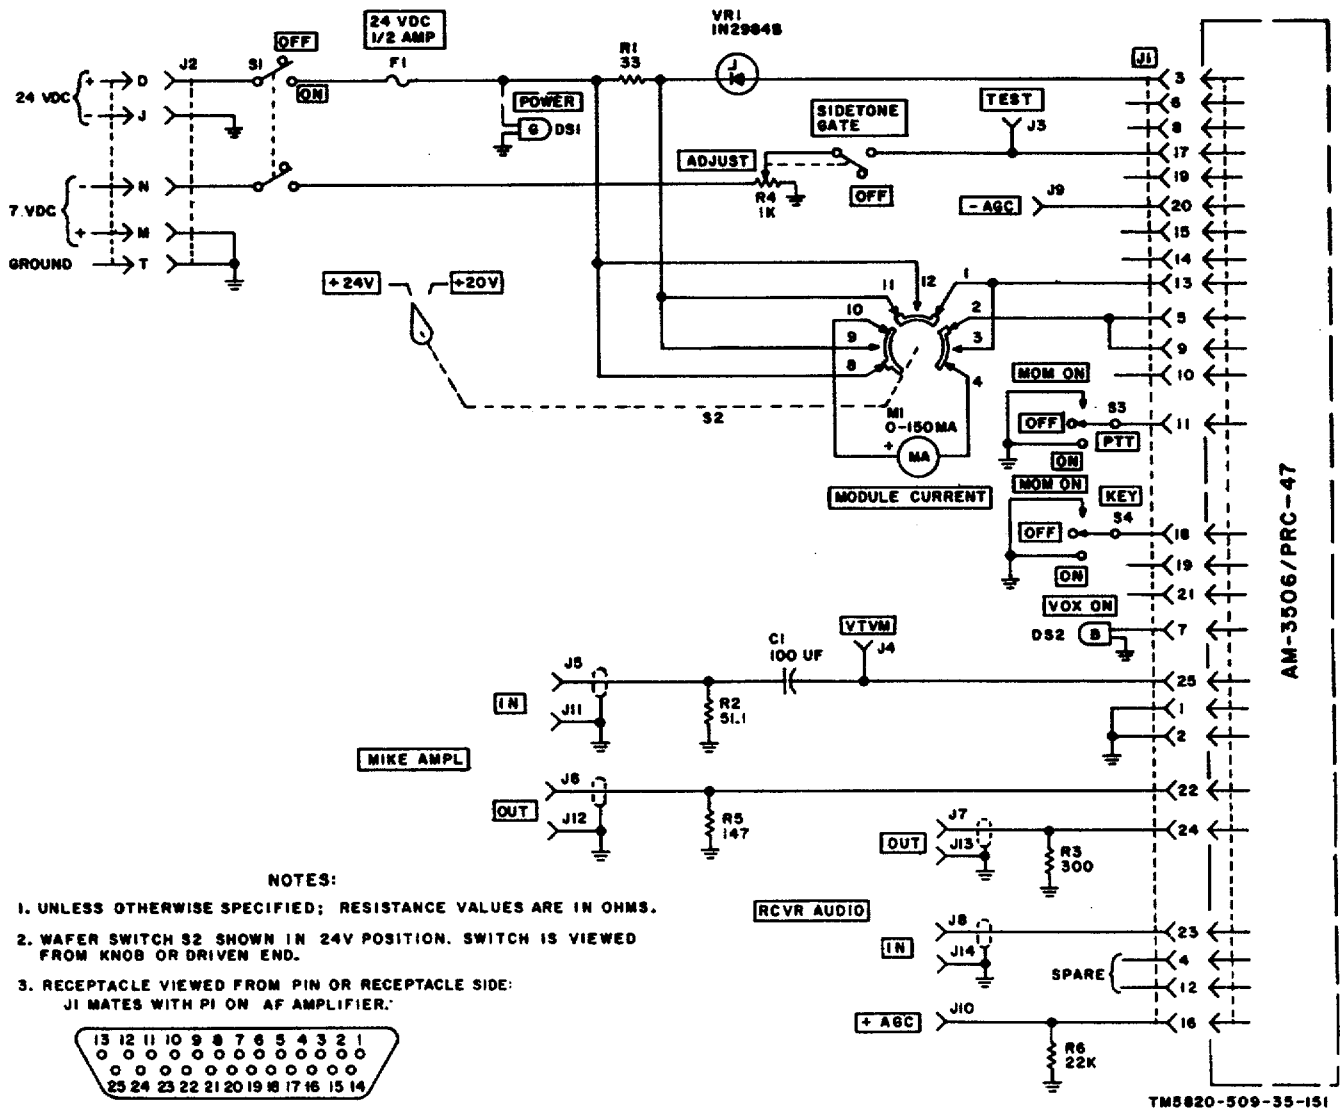 24 VDC
1/2 AMP
F1
VR1
1N2984B
OFF
J2
S1
ON
R1
33
J1
24 VDC
+
D
-
J
POWER
G
DS1
SIDETONE
GATE
TEST
J3
3
6
8
17
ADJUST
OFF
R4
1K
19
7 VDC
-
N
+
M
GROUND
T
- AGC
J9
20
15
14
13
+ 24V
+20V
11
12
1
10
2
9
3
8
4
5
9
10
S2
M1
0-150MA
+
MA
MODULE CURRENT
MOM ON
S3
OFF
11
PTT
ON
MOM ON
KEY
S4
OFF
18
ON
19
21
VOX ON
DS2
B
7
AM-3506/PRC-47
C1
100 UF
VTVM
J4
J5
IN
J11
R2
51.1
25
1
2
MIKE AMPL
J6
OUT
J12
R5
147
22
J7
OUT
J13
R3
300
24
RCVR AUDIO
J8
IN
J14
23
SPARE
4
12
+ AGC
J10
16
R6
22K
NOTES:
1. UNLESS OTHERWISE SPECIFIED; RESISTANCE VALUES ARE IN OHMS.
2. WAFER SWITCH S2 SHOWN IN 24V POSITION. SWITCH IS VIEWED
FROM KNOB OR DRIVEN END.
3. RECEPTACLE VIEWED FROM PIN OR RECEPTACLE SIDE:
J1 MATES WITH P1 ON AF AMPLIFIER.
13 12 11 10 9 8 7 6 5 4 3 2 1
25 24 23 22 21 20 19 18 17 16 15 14
TM5820-509-35-151